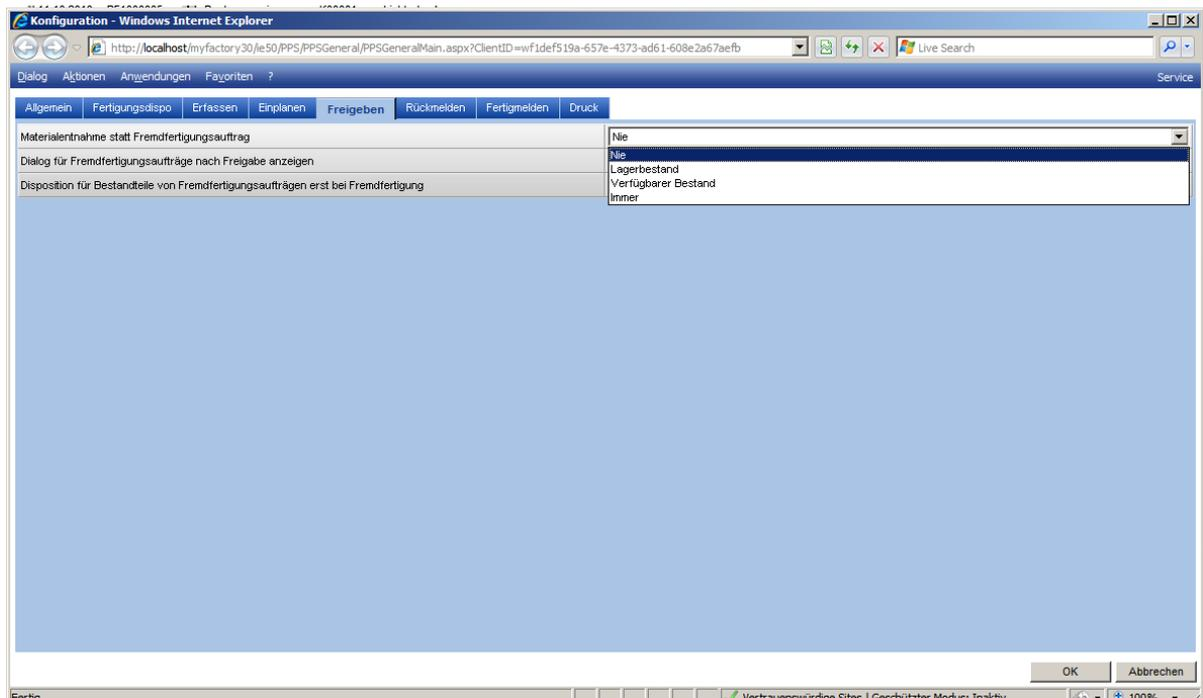 Konfiguration - Windows Internet Explorer
http://localhost/myfactory30/ie50/PPS/PPSGeneral/PPSGeneralMain.aspx?ClientID=wf1def519a-657e-4373-ad61-608e2a67aefb
Live Search
Dialog Aktionen Anwendungen Favoriten ? Service
Allgemein Fertigungsdispo Erfassen Einplanen Freigeben Rückmelden Fertigmelden Druck
Materialentnahme statt Fremdfertigungsauftrag Nie
Dialog für Fremdfertigungsaufträge nach Freigabe anzeigen
Disposition für Bestandteile von Fremdfertigungsaufträgen erst bei Fremdfertigung
Nie
Lagerbestand
Verfügbarer Bestand
Immer
OK Abbrechen
Fertig Vertrauenswürdige Sites | Geschützter Modus: Inaktiv 100%